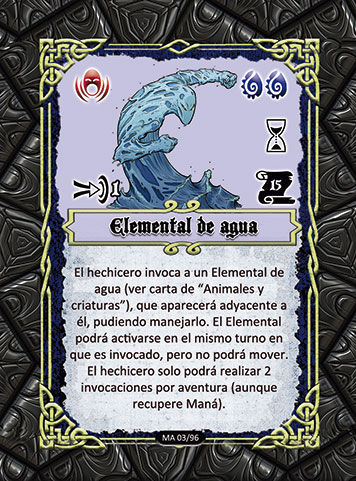 15
1
Elemental de agua
El hechicero invoca a un Elemental de
agua (ver carta de “Animales y
criaturas”), que aparecerá adyacente a
él, pudiendo manejarlo. El Elemental
podrá activarse en el mismo turno en
que es invocado, pero no podrá mover.
El hechicero solo podrá realizar 2
invocaciones por aventura (aunque
recupere Maná).
MA 03/96